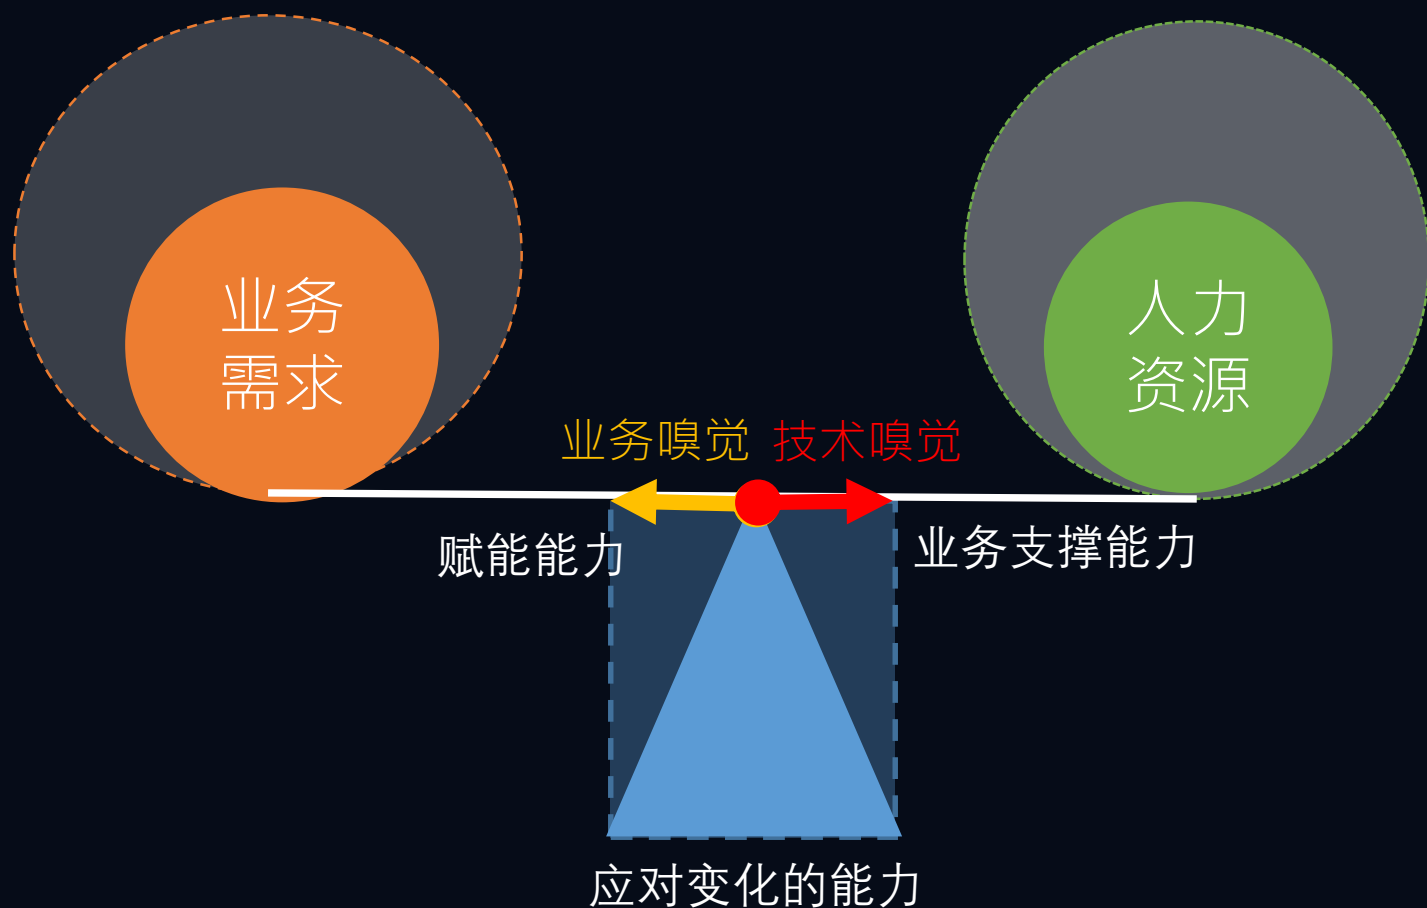 业务
需求
人力
资源
业务嗅觉
技术嗅觉
赋能能力
业务支撑能力
应对变化的能力